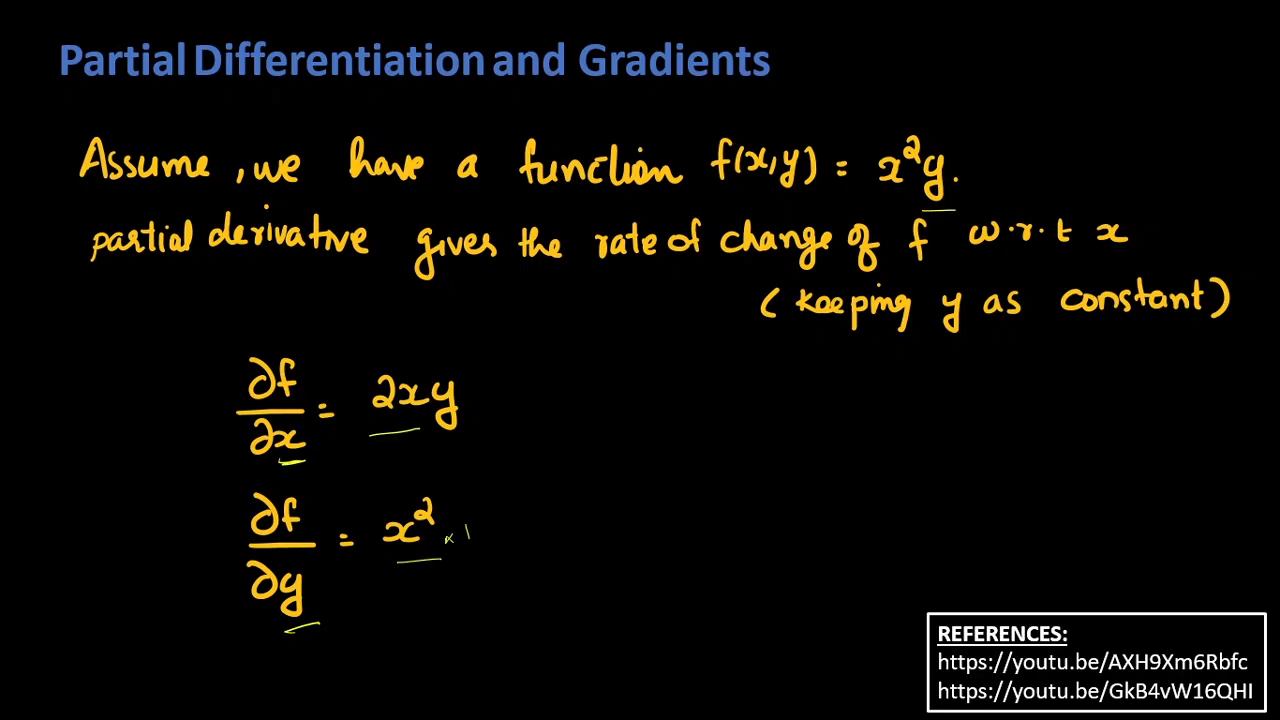 Partial Differentiation and Gradients
Assume, we have a function f(x,y) = x²y.
partial derivative gives the rate of change of f w.r.t x
(keeping y as constant)
∂f/∂x = 2xy
∂f/∂y = x² × 1
REFERENCES:
https://youtu.be/AXH9Xm6Rbfc
https://youtu.be/GkB4vW16QHI